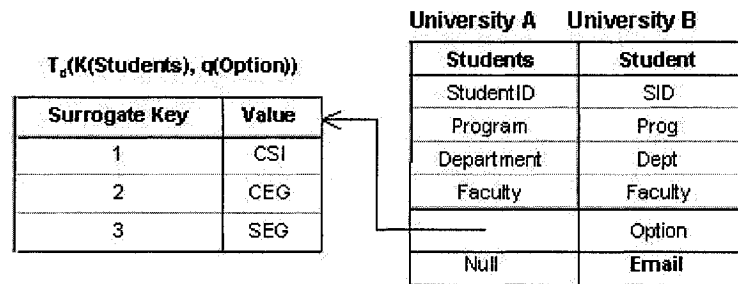 University A University B
T_d(K(Students), q(Option))
Surrogate Key Value
1 CSI
2 CEG
3 SEG
Students Student
StudentID SID
Program Prog
Department Dept
Faculty Faculty
Option
Null Email